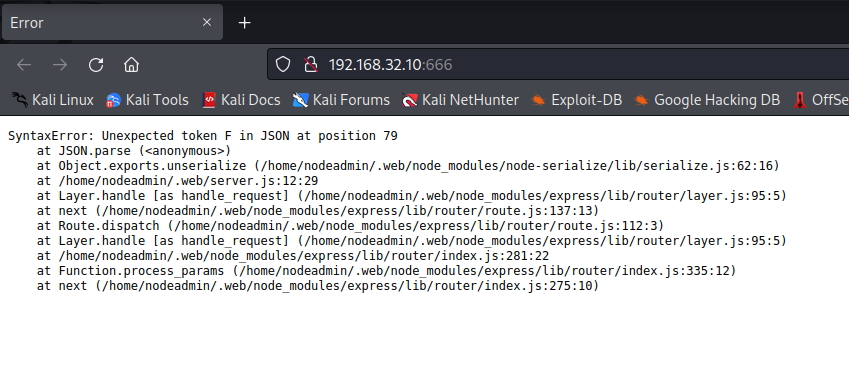 Error
192.168.32.10:666
Kali Linux Kali Tools Kali Docs Kali Forums Kali NetHunter Exploit-DB Google Hacking DB OffSe
SyntaxError: Unexpected token F in JSON at position 79
at JSON.parse (<anonymous>)
at Object.exports.unserialize (/home/nodeadmin/.web/node_modules/node-serialize/lib/serialize.js:62:16)
at /home/nodeadmin/.web/server.js:12:29
at Layer.handle [as handle_request] (/home/nodeadmin/.web/node_modules/express/lib/router/layer.js:95:5)
at next (/home/nodeadmin/.web/node_modules/express/lib/router/route.js:137:13)
at Route.dispatch (/home/nodeadmin/.web/node_modules/express/lib/router/route.js:112:3)
at Layer.handle [as handle_request] (/home/nodeadmin/.web/node_modules/express/lib/router/layer.js:95:5)
at /home/nodeadmin/.web/node_modules/express/lib/router/index.js:281:22
at Function.process_params (/home/nodeadmin/.web/node_modules/express/lib/router/index.js:335:12)
at next (/home/nodeadmin/.web/node_modules/express/lib/router/index.js:275:10)